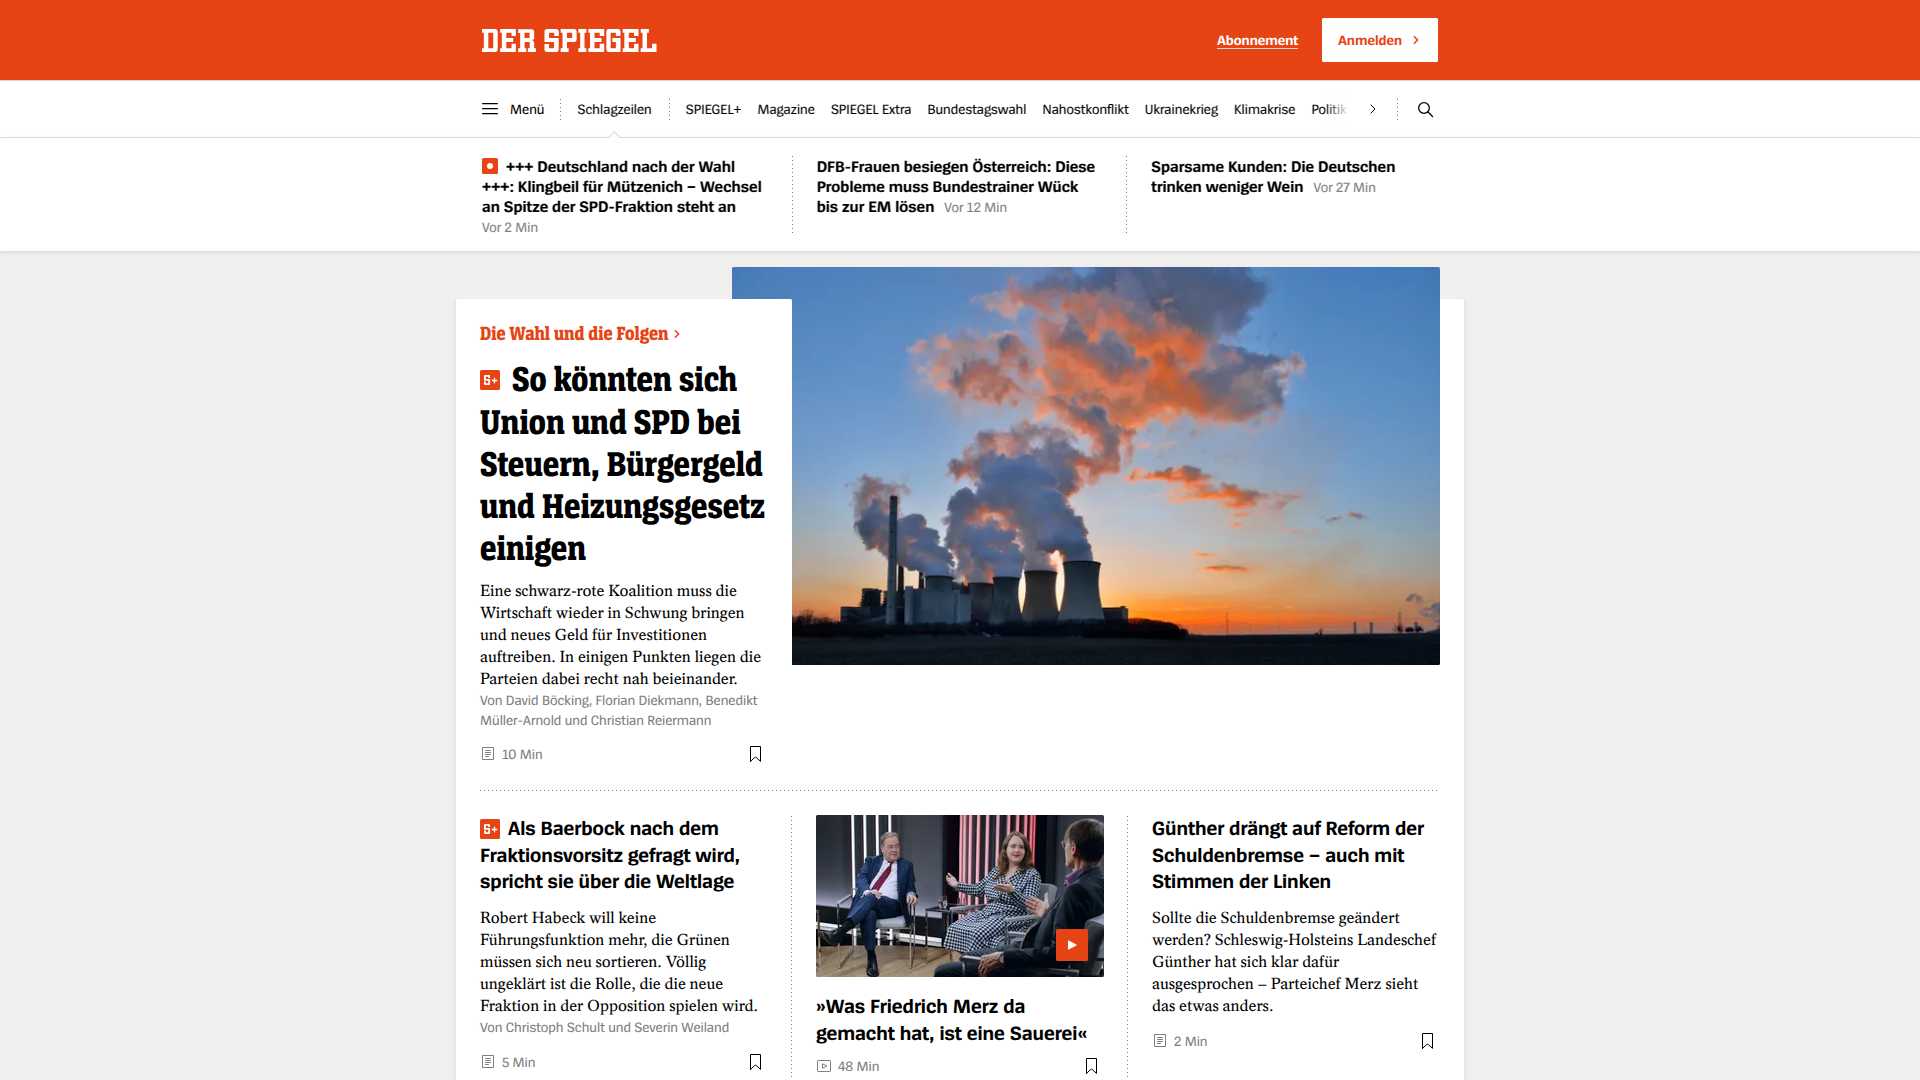 DER SPIEGEL
Abonnement
Anmelden
Menü
Schlagzeilen
SPIEGEL+
Magazine
SPIEGEL Extra
Bundestagswahl
Nahostkonflikt
Ukrainekrieg
Klimakrise
Politik
+++ Deutschland nach der Wahl
+++: Klingbeil für Mützenich – Wechsel
an Spitze der SPD-Fraktion steht an
Vor 2 Min
DFB-Frauen besiegen Österreich: Diese
Probleme muss Bundestrainer Wück
bis zur EM lösen Vor 12 Min
Sparsame Kunden: Die Deutschen
trinken weniger Wein Vor 27 Min
Die Wahl und die Folgen
S+ So könnten sich
Union und SPD bei
Steuern, Bürgergeld
und Heizungsgesetz
einigen
Eine schwarz-rote Koalition muss die
Wirtschaft wieder in Schwung bringen
und neues Geld für Investitionen
auftreiben. In einigen Punkten liegen die
Parteien dabei recht nah beieinander.
Von David Böcking, Florian Diekmann, Benedikt
Müller-Arnold und Christian Reiermann
10 Min
S+ Als Baerbock nach dem
Fraktionsvorsitz gefragt wird,
spricht sie über die Weltlage
Robert Habeck will keine
Führungsfunktion mehr, die Grünen
müssen sich neu sortieren. Völlig
ungeklärt ist die Rolle, die die neue
Fraktion in der Opposition spielen wird.
Von Christoph Schult und Severin Weiland
5 Min
»Was Friedrich Merz da
gemacht hat, ist eine Sauerei«
48 Min
Günther drängt auf Reform der
Schuldenbremse – auch mit
Stimmen der Linken
Sollte die Schuldenbremse geändert
werden? Schleswig-Holsteins Landeschef
Günther hat sich klar dafür
ausgesprochen – Parteichef Merz sieht
das etwas anders.
2 Min